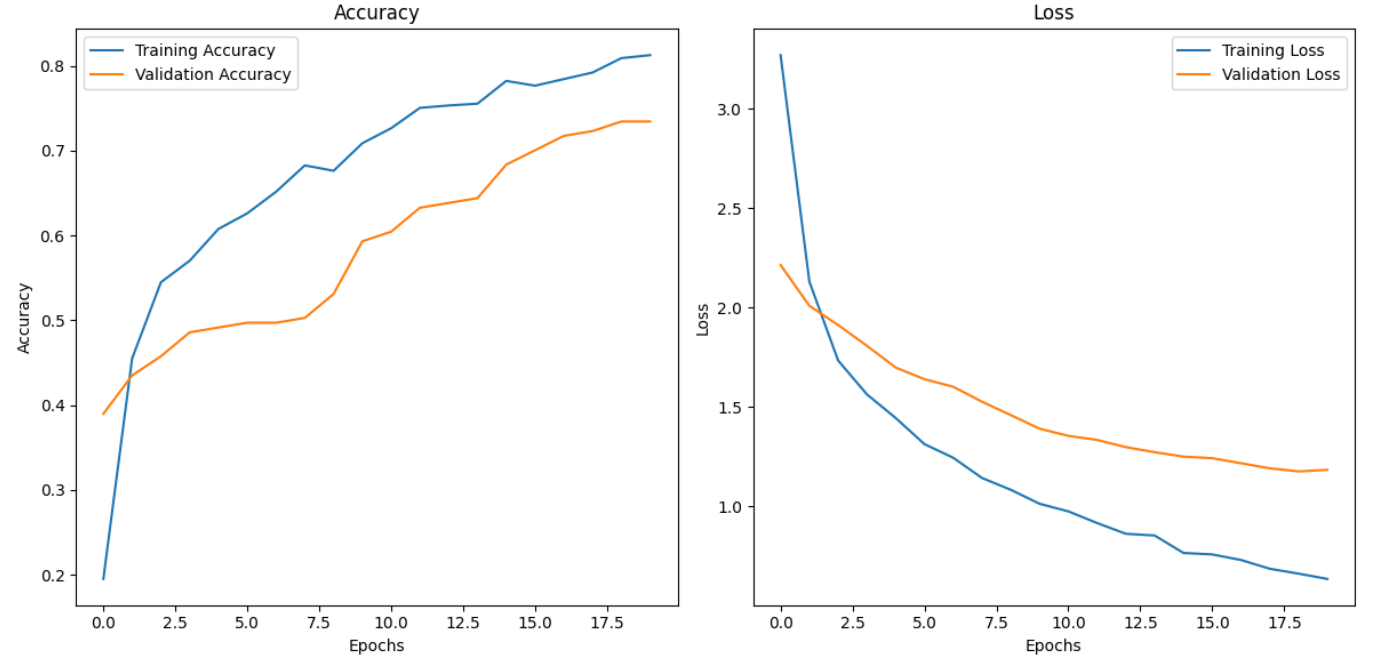 Accuracy
Training Accuracy
Validation Accuracy
0.8
0.7
0.6
0.5
0.4
0.3
0.2
Accuracy
0.0 2.5 5.0 7.5 10.0 12.5 15.0 17.5
Epochs
Loss
Training Loss
Validation Loss
3.0
2.5
2.0
1.5
1.0
Loss
0.0 2.5 5.0 7.5 10.0 12.5 15.0 17.5
Epochs